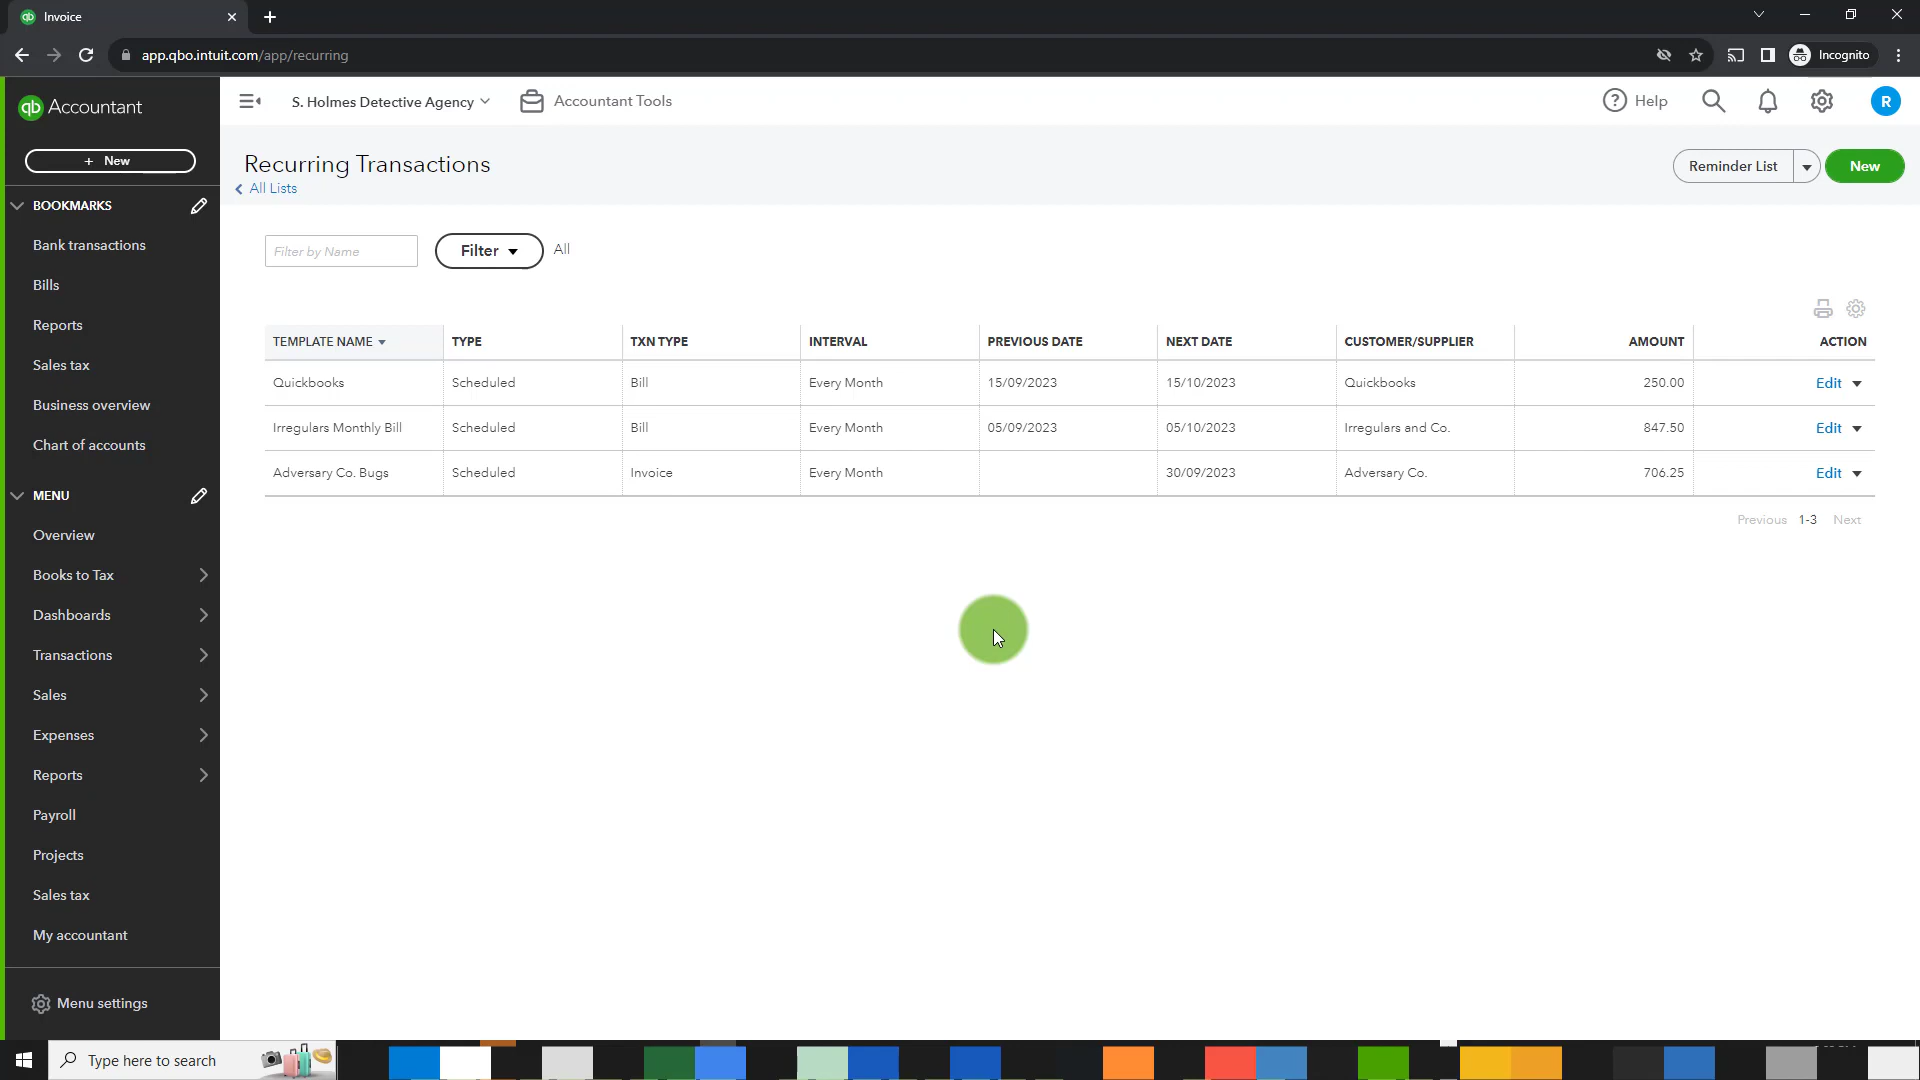 Invoice
app.qbo.intuit.com/app/recurring
Incognito
qb Accountant
S. Holmes Detective Agency
Accountant Tools
Help
R
+ New
Recurring Transactions
All Lists
Reminder List
New
BOOKMARKS
Bank transactions
Bills
Reports
Sales tax
Business overview
Chart of accounts
MENU
Overview
Books to Tax
Dashboards
Transactions
Sales
Expenses
Reports
Payroll
Projects
Sales tax
My accountant
Menu settings
Filter by Name
Filter
All
TEMPLATE NAME TYPE TXN TYPE INTERVAL PREVIOUS DATE NEXT DATE CUSTOMER/SUPPLIER AMOUNT ACTION
Quickbooks Scheduled Bill Every Month 15/09/2023 15/10/2023 Quickbooks 250.00 Edit
Irregulars Monthly Bill Scheduled Bill Every Month 05/09/2023 05/10/2023 Irregulars and Co. 847.50 Edit
Adversary Co. Bugs Scheduled Invoice Every Month 30/09/2023 Adversary Co. 706.25 Edit
Previous 1-3 Next
Type here to search